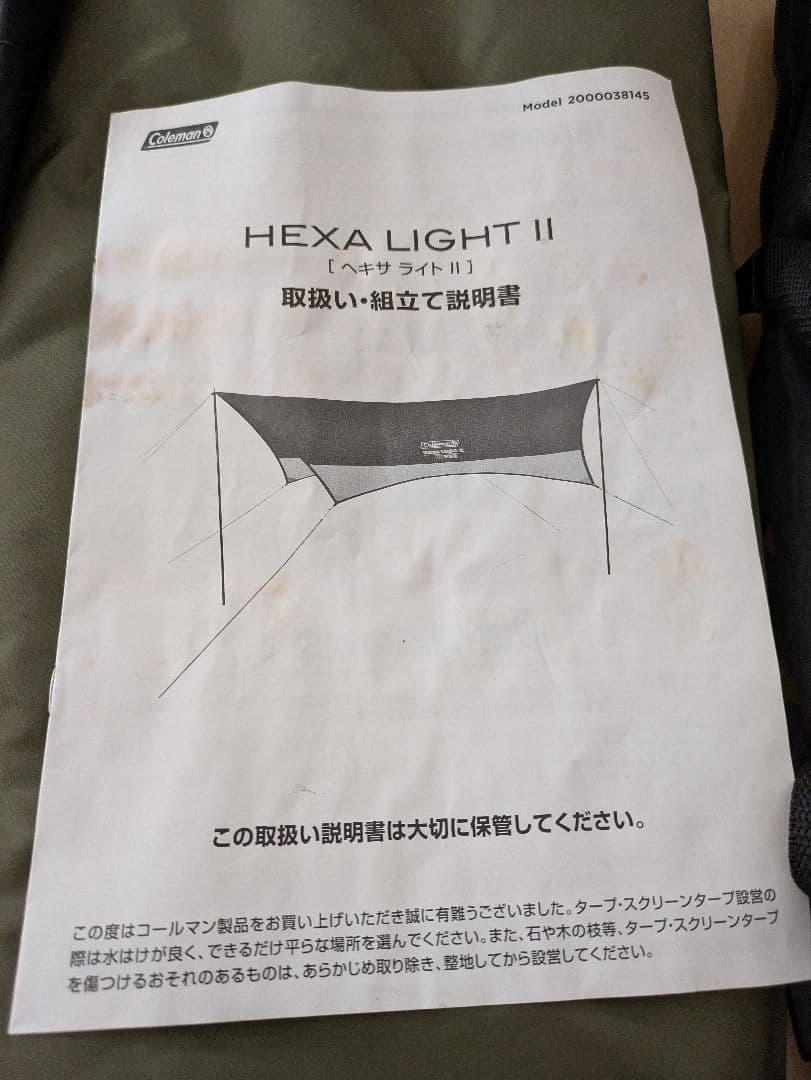 Coleman
Model 2000038145
HEXA LIGHT II
[ ヘキサ ライト II ]
取扱い・組立て説明書
Coleman
この取扱い説明書は大切に保管してください。
この度はコールマン製品をお買い上げいただき誠に有難うございました。タープ・スクリーンタープ設営の
際は水はけが良く、できるだけ平らな場所を選んでください。また、石や木の枝等、タープ・スクリーンタープ
を傷つけるおそれのあるものは、あらかじめ取り除き、整地してから設営してください。